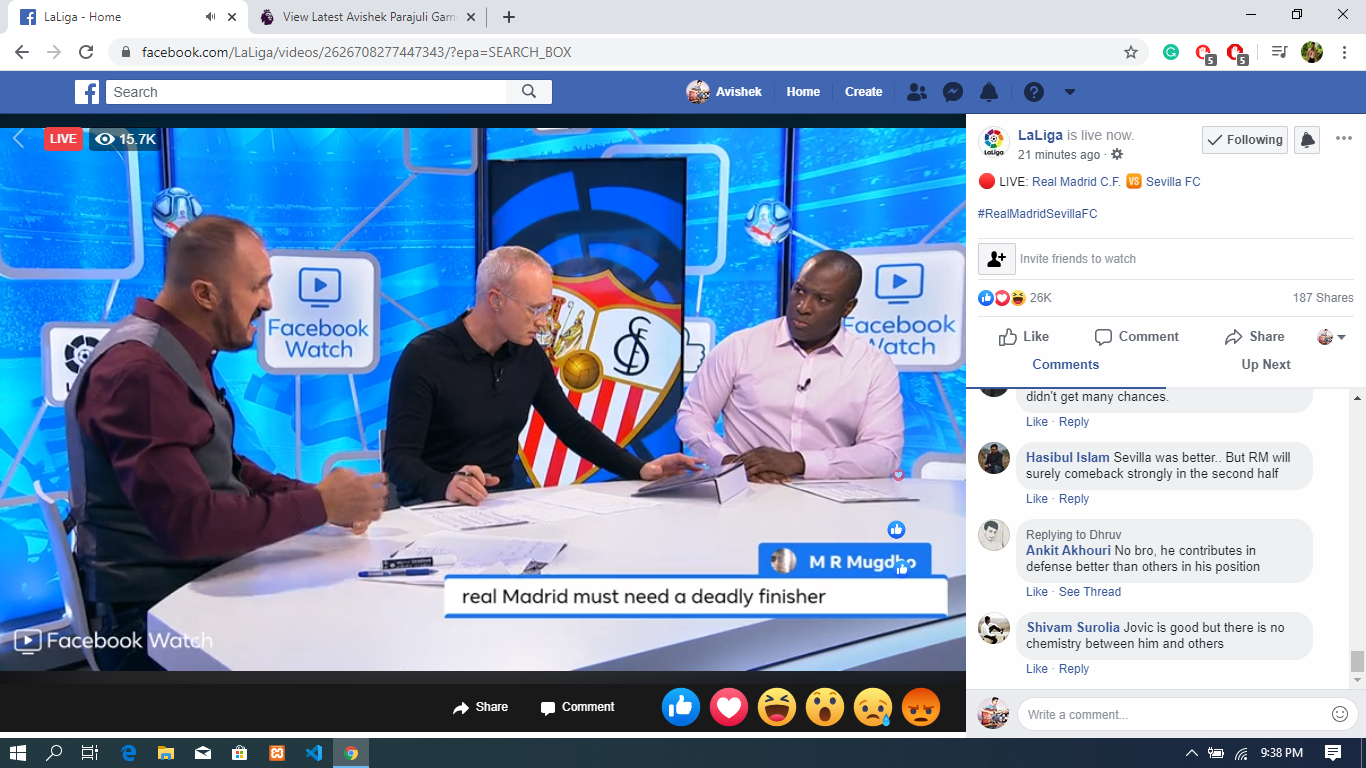 LaLiga - Home
View Latest Avishek Parajuli Gam
facebook.com/LaLiga/videos/2626708277447343/?epa=SEARCH_BOX
5
5
Search
Avishek
Home
Create
LIVE
15.7K
Facebook
Watch
Facebook
Watch
M R Mugdho
real Madrid must need a deadly finisher
Facebook Watch
Share
Comment
LaLiga is live now.
21 minutes ago ·
Following
LIVE: Real Madrid C.F. VS Sevilla FC
#RealMadridSevillaFC
Invite friends to watch
26K
187 Shares
Like
Comment
Share
Comments
Up Next
didn't get many chances.
Like · Reply
Hasibul Islam Sevilla was better.. But RM will
surely comeback strongly in the second half
Like · Reply
Replying to Dhruv
Ankit Akhouri No bro, he contributes in
defense better than others in his position
Like · See Thread
Shivam Surolia Jovic is good but there is no
chemistry between him and others
Like · Reply
Write a comment...
9:38 PM